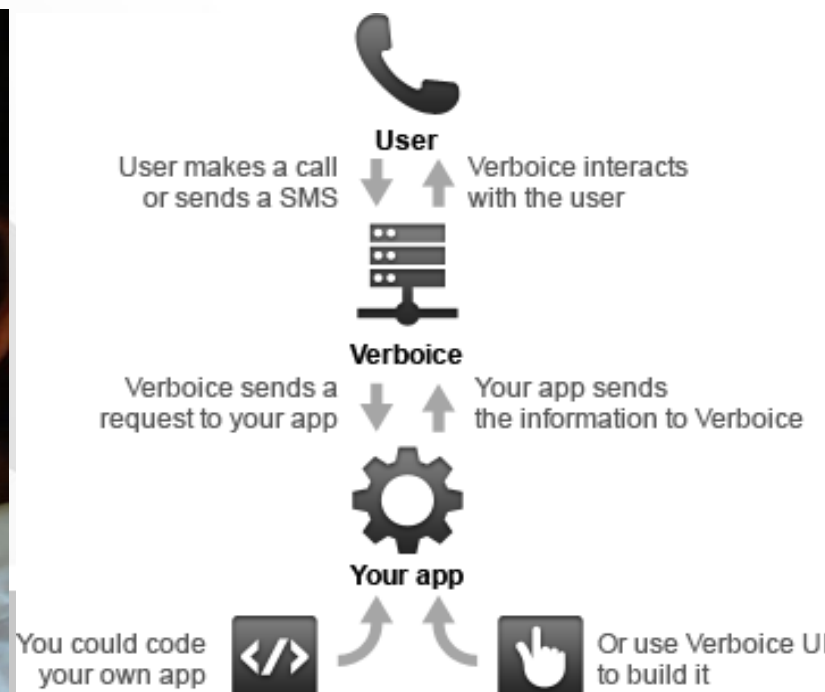 User
User makes a call
or sends a SMS
Verboice interacts
with the user
Verboice
Verboice sends a
request to your app
Your app sends
the information to Verboice
Your app
You could code
your own app
</>
Or use Verboice UI
to build it